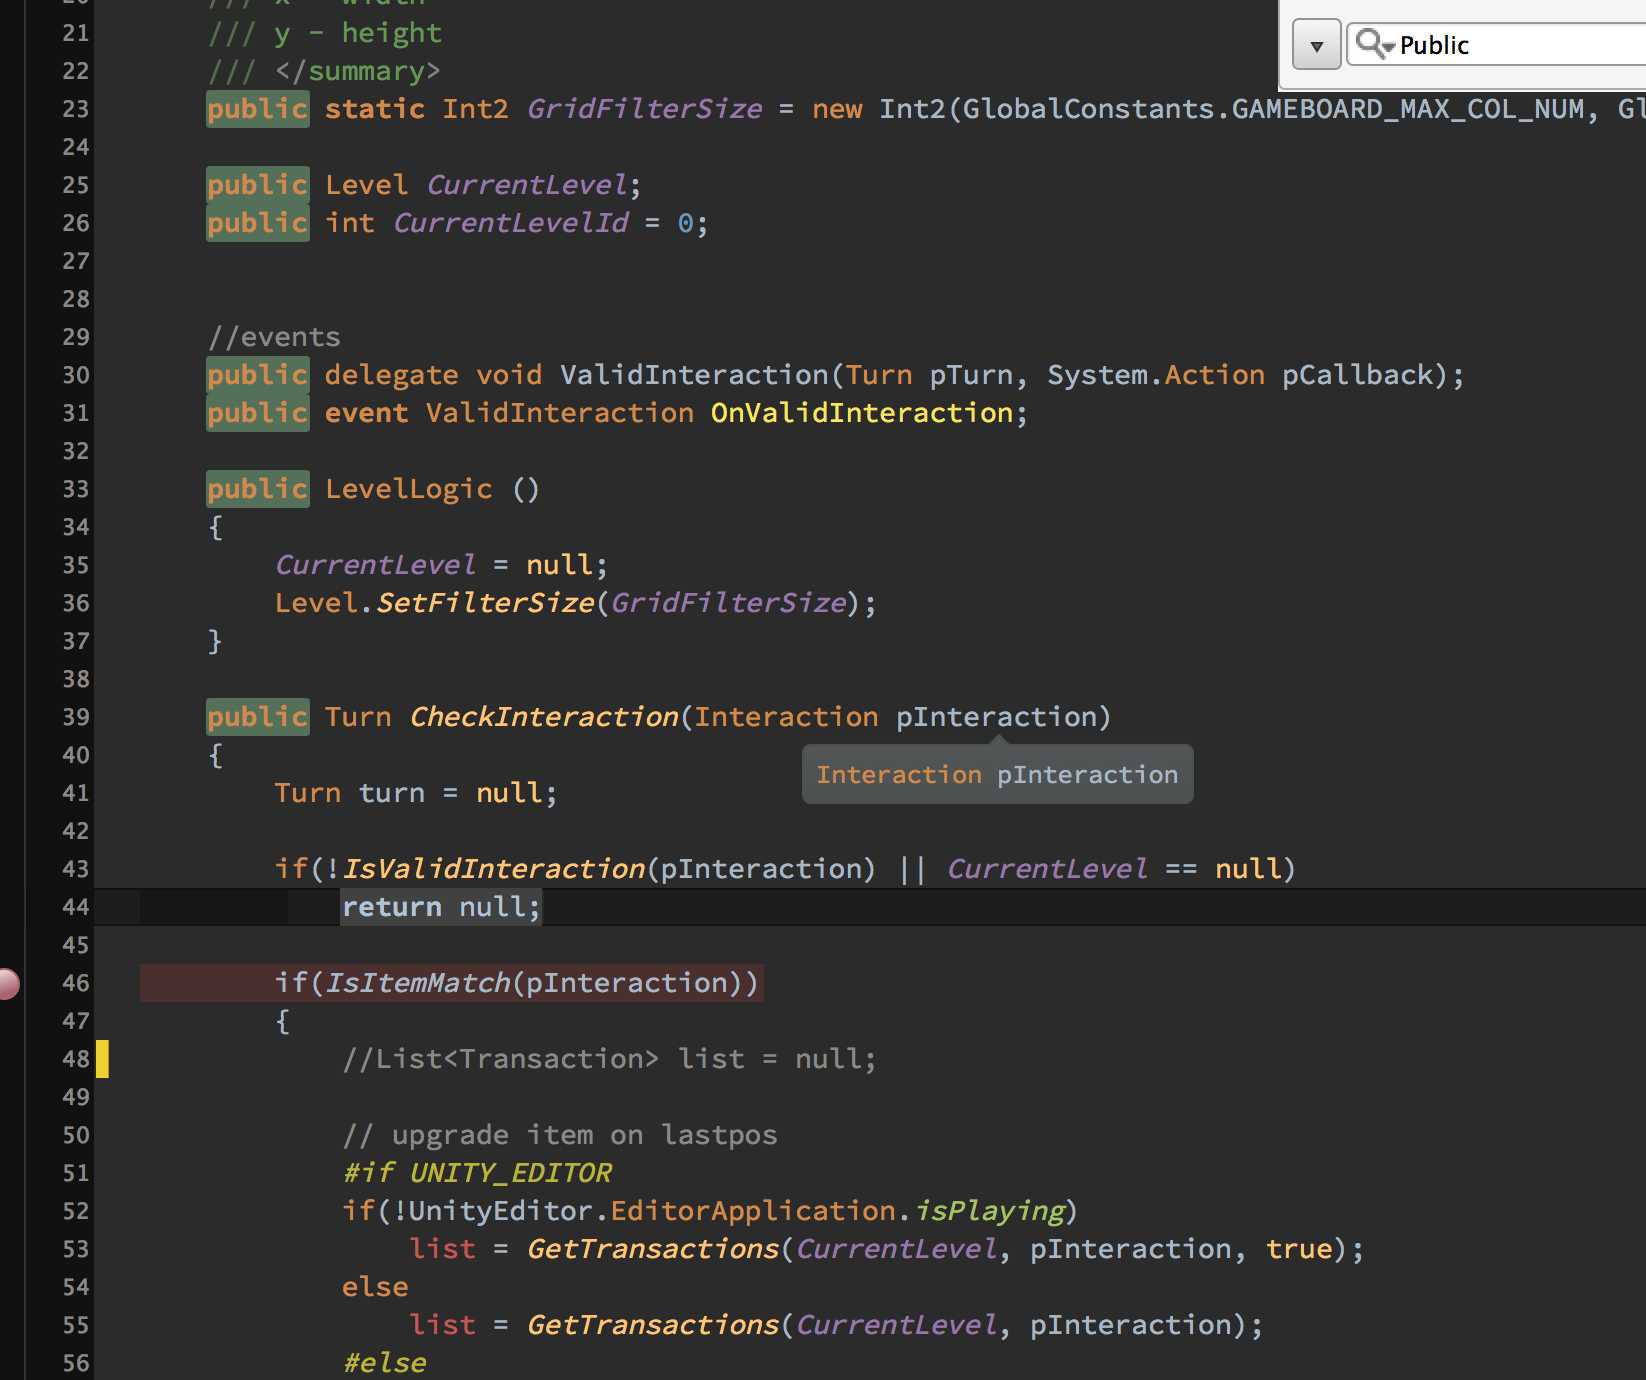 /// x - width
21 /// y - height
22 /// </summary>
Public
23 public static Int2 GridFilterSize = new Int2(GlobalConstants.GAMEBOARD_MAX_COL_NUM, Gl
24
25 public Level CurrentLevel;
26 public int CurrentLevelId = 0;
27
28
29 //events
30 public delegate void ValidInteraction(Turn pTurn, System.Action pCallback);
31 public event ValidInteraction OnValidInteraction;
32
33 public LevelLogic ()
34 {
35 CurrentLevel = null;
36 Level.SetFilterSize(GridFilterSize);
37 }
38
39 public Turn CheckInteraction(Interaction pInteraction)
40 {
Interaction pInteraction
41 Turn turn = null;
42
43 if(!IsValidInteraction(pInteraction) || CurrentLevel == null)
44 return null;
45
46 if(IsItemMatch(pInteraction))
47 {
48 //List<Transaction> list = null;
49
50 // upgrade item on lastpos
51 #if UNITY_EDITOR
52 if(!UnityEditor.EditorApplication.isPlaying)
53 list = GetTransactions(CurrentLevel, pInteraction, true);
54 else
55 list = GetTransactions(CurrentLevel, pInteraction);
56 #else